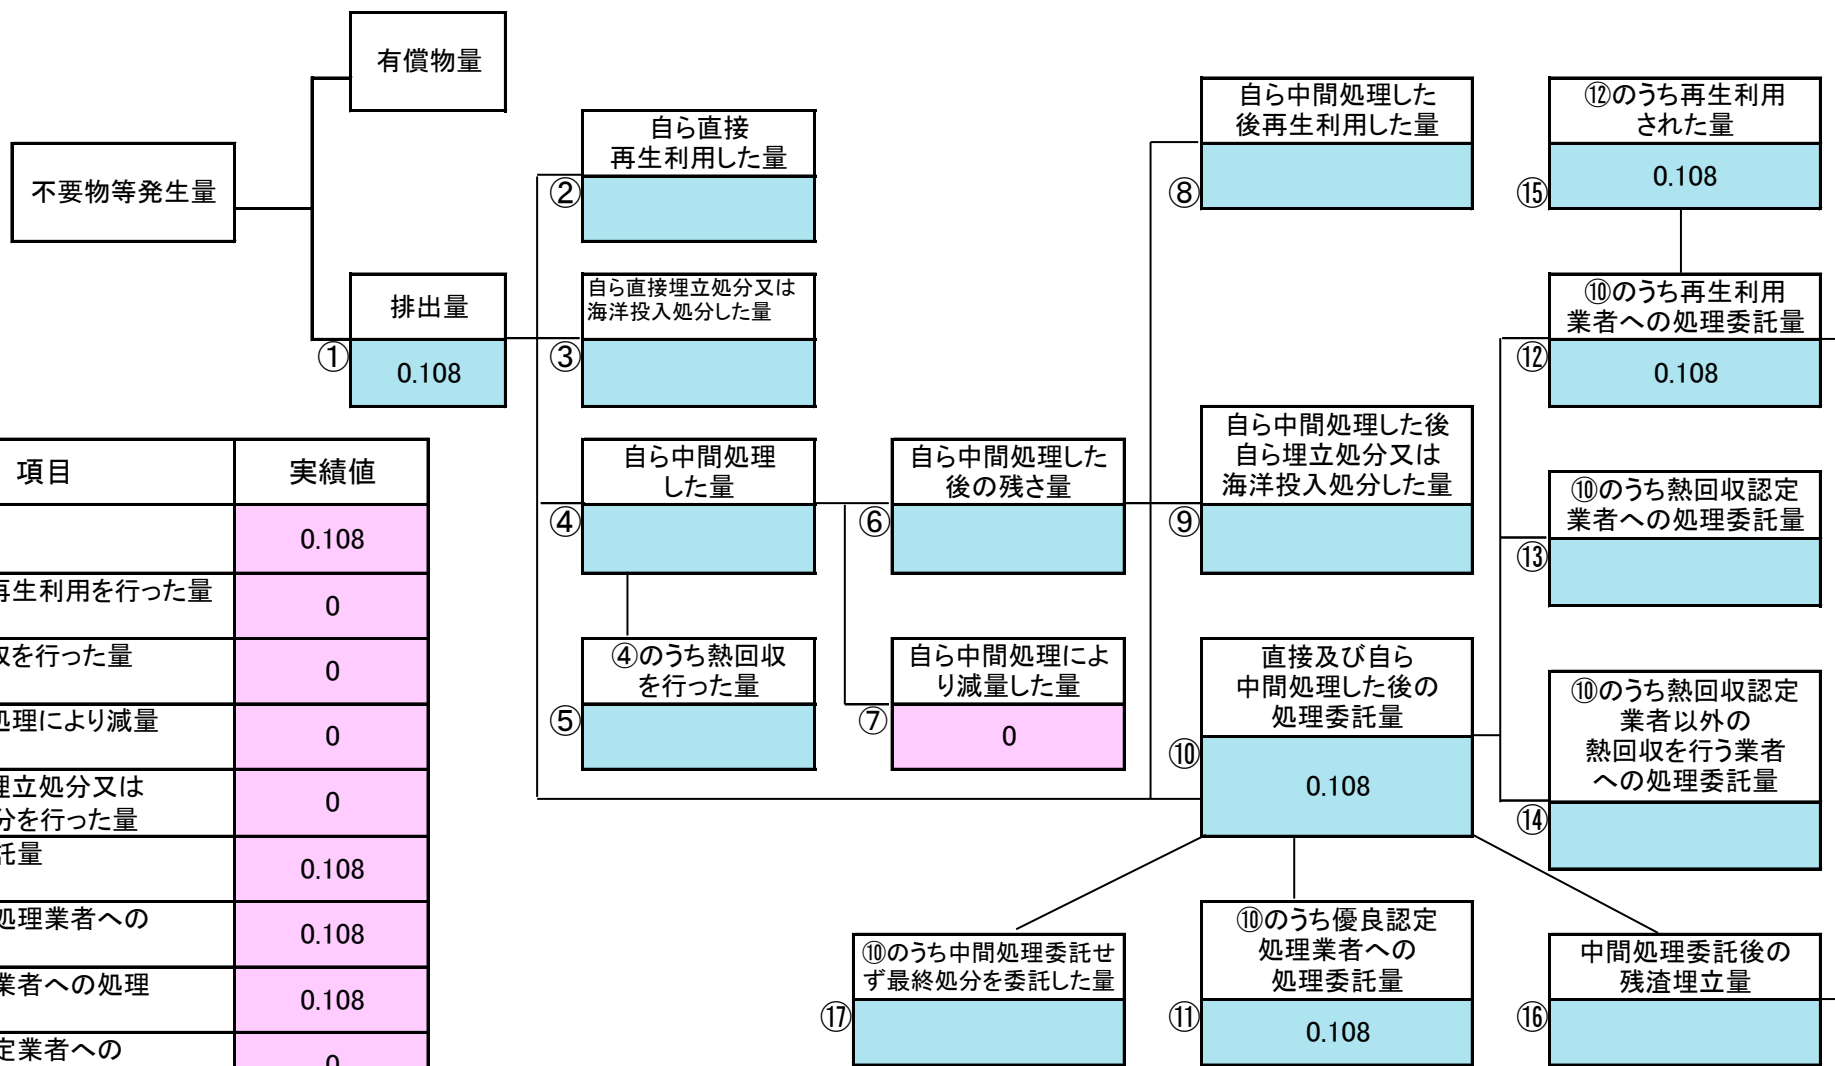 有償物量
不要物等発生量
排出量
①
0.108
自ら直接
再生利用した量
②
自ら直接埋立処分又は
海洋投入処分した量
③
自ら中間処理
した量
④
④のうち熱回収
を行った量
⑤
自ら中間処理した
後の残さ量
⑥
自ら中間処理によ
り減量した量
⑦
0
自ら中間処理した
後再生利用した量
⑧
自ら中間処理した後
自ら埋立処分又は
海洋投入処分した量
⑨
直接及び自ら
中間処理した後の
処理委託量
⑩
0.108
⑫のうち再生利用
された量
⑮
0.108
⑩のうち再生利用
業者への処理委託量
⑫
0.108
⑩のうち熱回収認定
業者への処理委託量
⑬
⑩のうち熱回収認定
業者以外の
熱回収を行う業者
への処理委託量
⑭
⑩のうち中間処理委託せ
ず最終処分を委託した量
⑰
⑩のうち優良認定
処理業者への
処理委託量
⑪
0.108
中間処理委託後の
残渣埋立量
⑯
項目 実績値
0.108
再生利用を行った量 0
を行った量 0
処理により減量 0
埋立処分又は
分を行った量 0
託量 0.108
処理業者への 0.108
業者への処理 0.108
定業者への
0